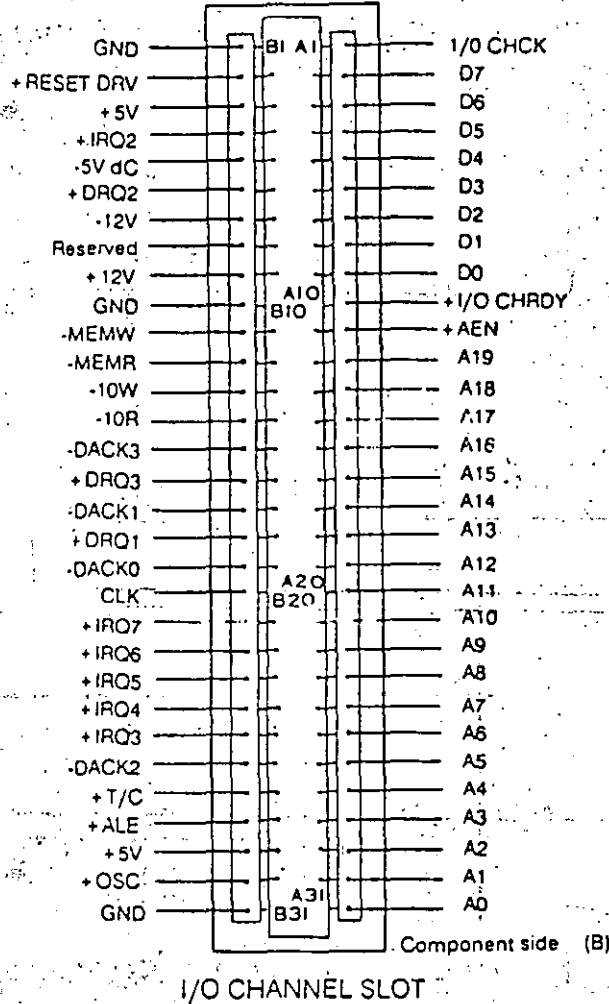 GND B1 A1 1/0 CHCK
+RESET DRV D7
+5V D6
+IRQ2 D5
-5V dC D4
+DRQ2 D3
-12V D2
Reserved D1
+12V D0
GND A10 B10 +I/O CHRDY
-MEMW +AEN
-MEMR A19
-10W A18
-10R A17
-DACK3 A16
+DRQ3 A15
-DACK1 A14
+DRQ1 A13
-DACK0 A12
CLK A20 B20 A11
+IRQ7 A10
+IRQ6 A9
+IRQ5 A8
+IRQ4 A7
+IRQ3 A6
-DACK2 A5
+T/C A4
+ALE A3
+5V A2
+OSC A1
GND A31 B31 A0
Component side (B)
I/O CHANNEL SLOT